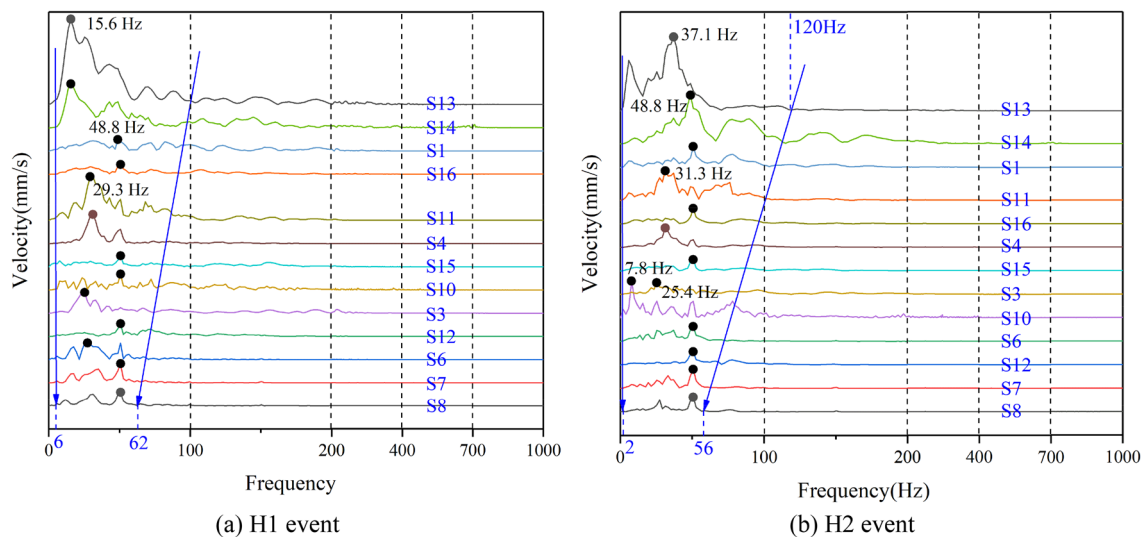 15.6 Hz
S13
S14
48.8 Hz
S1
S16
29.3 Hz
S11
S4
S15
S10
S3
S12
S6
S7
S8
6
62
0
100
200
400
700
1000
Velocity(mm/s)
Frequency
(a) H1 event
37.1 Hz
120Hz
S13
48.8 Hz
S14
S1
31.3 Hz
S11
S16
S4
S15
7.8 Hz
25.4 Hz
S3
S10
S6
S12
S7
S8
2
56
0
100
200
400
700
1000
Velocity(mm/s)
Frequency(Hz)
(b) H2 event